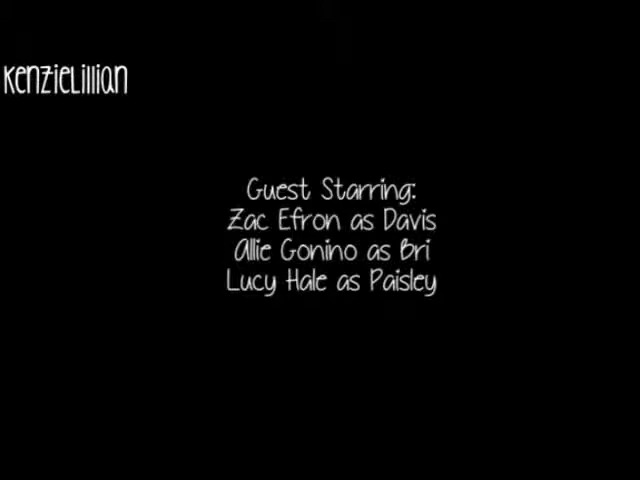 KENZIELILLIAN
Guest Starring:
Zac Efron as Davis
Allie Gonino as Bri
Lucy Hale as Paisley